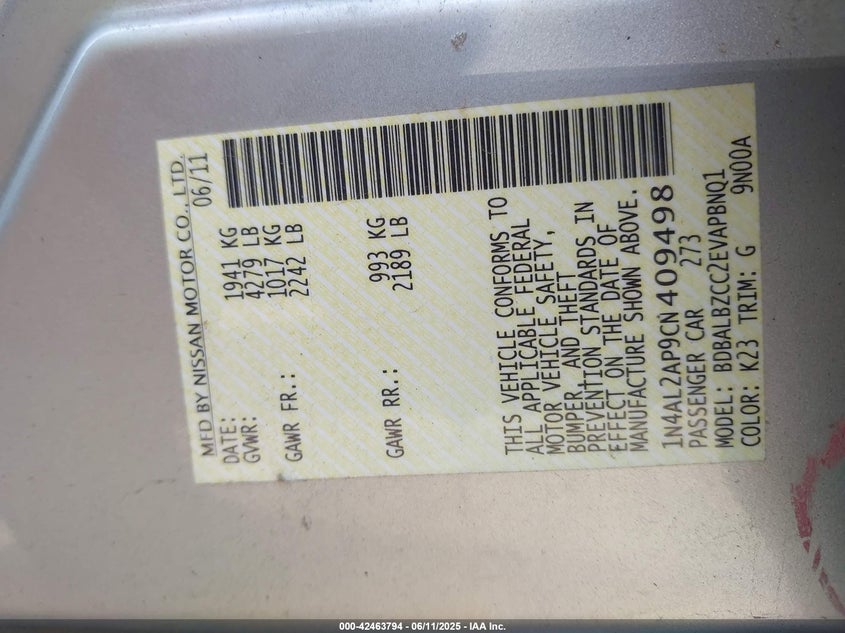 MFD BY NISSAN MOTOR CO., LTD.
DATE: 06/11
GVWR: 1941 KG
4279 LB
GAWR FR.: 1017 KG
2242 LB
GAWR RR.: 993 KG
2189 LB
THIS VEHICLE CONFORMS TO
ALL APPLICABLE FEDERAL
MOTOR VEHICLE SAFETY,
BUMPER AND THEFT
PREVENTION STANDARDS IN
EFFECT ON THE DATE OF
MANUFACTURE SHOWN ABOVE.
1N4AL2AP9CN409498
PASSENGER CAR 273
MODEL: BDBALBZCC2EVAPBNQ1
COLOR: K23 TRIM: G 9N00A
000-42463794 - 06/11/2025 - IAA Inc.